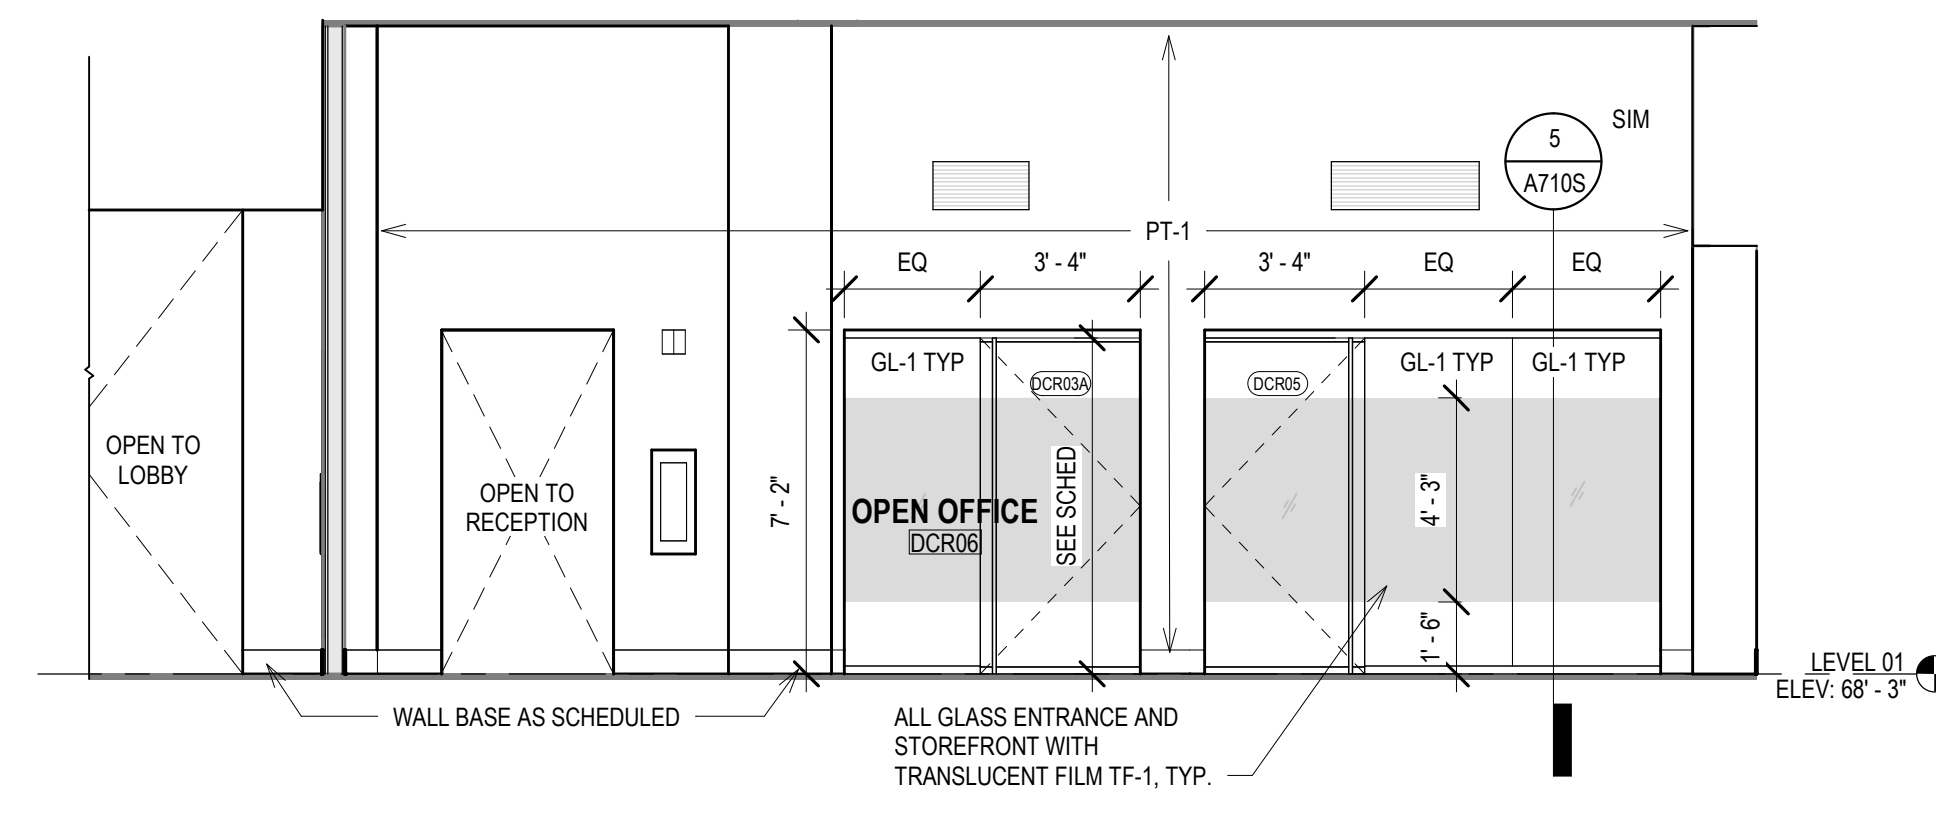 SIM
5
A710S
PT-1
EQ
3' - 4"
3' - 4"
EQ
EQ
GL-1 TYP
GL-1 TYP
GL-1 TYP
DCR03A
DCR05
OPEN TO
LOBBY
OPEN TO
RECEPTION
7' - 2"
OPEN OFFICE
DCR06
SEE SCHED
4' - 3"
1' - 6"
LEVEL 01
ELEV: 68' - 3"
WALL BASE AS SCHEDULED
ALL GLASS ENTRANCE AND
STOREFRONT WITH
TRANSLUCENT FILM TF-1, TYP.